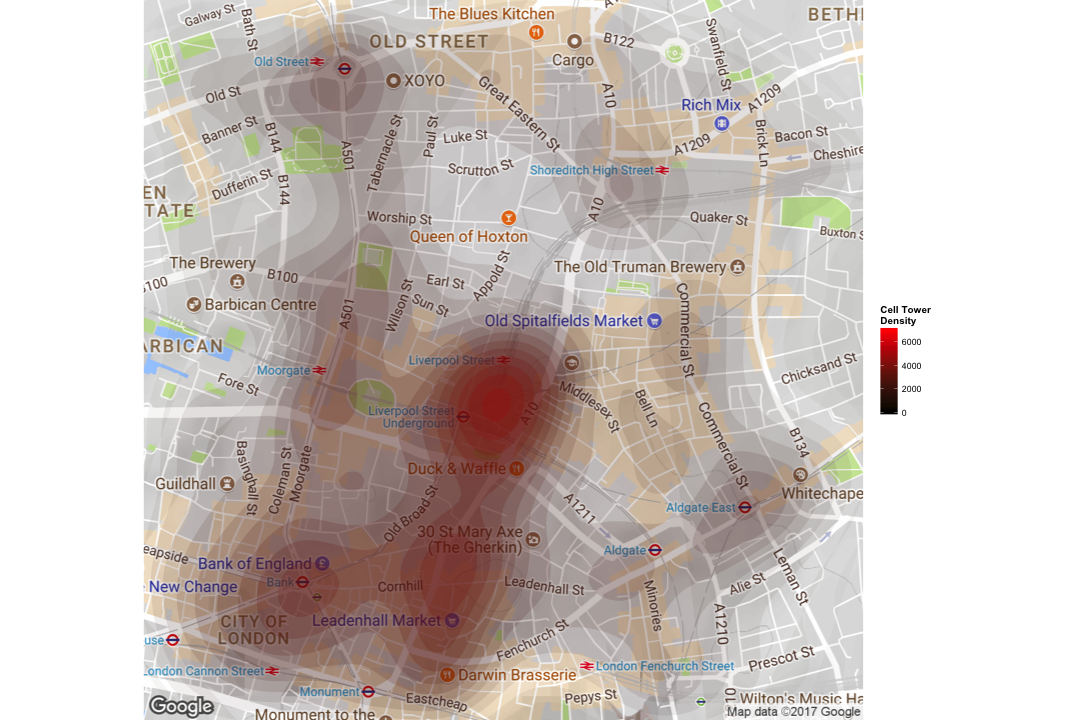 Galway St
Bath St
The Blues Kitchen
A1
BETHI
OLD STREET
B122
Cargo
Swanfield St
Old Street
XOYO
Old St
Great Eastern St
A10
Rich Mix
A1209
Banner St
B144
A501
Tabernacle St
Paul St
Luke St
A1209
Brick Ln
Bacon St
Cheshire
Scrutton St
Shoreditch High Street
Dufferin St
B144
EN
TATE
Worship St
A10
Quaker St
Queen of Hoxton
Buxton S
The Brewery
B100
Appold St
The Old Truman Brewery
3100
Earl St
Wilson St
Sun St
Barbican Centre
A501
Commercial St
Old Spitalfields Market
ARBICAN
Liverpool Street
Moorgate
Chicksand St
Fore St
Middlesex St
Bell Ln
Liverpool Street
Underground
A10
Commercial St
B134
Basinghall St
Coleman St
Moorgate
Duck & Waffle
Guildhall
Whitechape
Old Broad St
A1211
Aldgate East
30 St Mary Axe
(The Gherkin)
Aldgate
eapside
Bank of England
Bank
New Change
Cornhill
Leadenhall St
Minories
Alie St
Leman St
CITY OF
LONDON
Leadenhall Market
A1210
use
Fenchurch St
London Cannon Street
Darwin Brasserie
London Fenchurch Street
Prescot St
Monument
Eastcheap
Pepys St
10
Wilton's Music Ha
Google
Monument to the
Map data ©2017 Google
Cell Tower
Density
6000
4000
2000
0